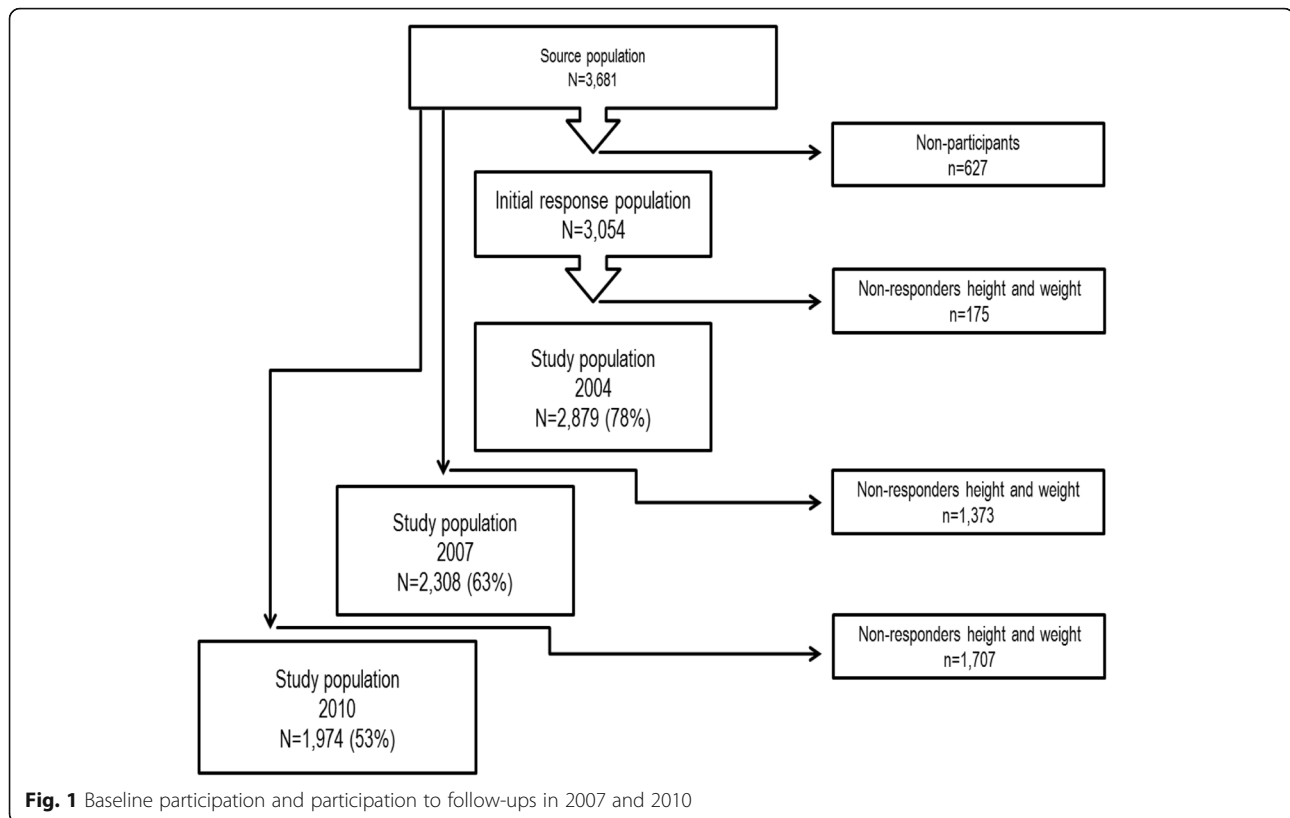 Source population
N=3,681
Non-participants
n=627
Initial response population
N=3,054
Non-responders height and weight
n=175
Study population
2004
N=2,879 (78%)
Non-responders height and weight
n=1,373
Study population
2007
N=2,308 (63%)
Non-responders height and weight
n=1,707
Study population
2010
N=1,974 (53%)
Fig. 1 Baseline participation and participation to follow-ups in 2007 and 2010